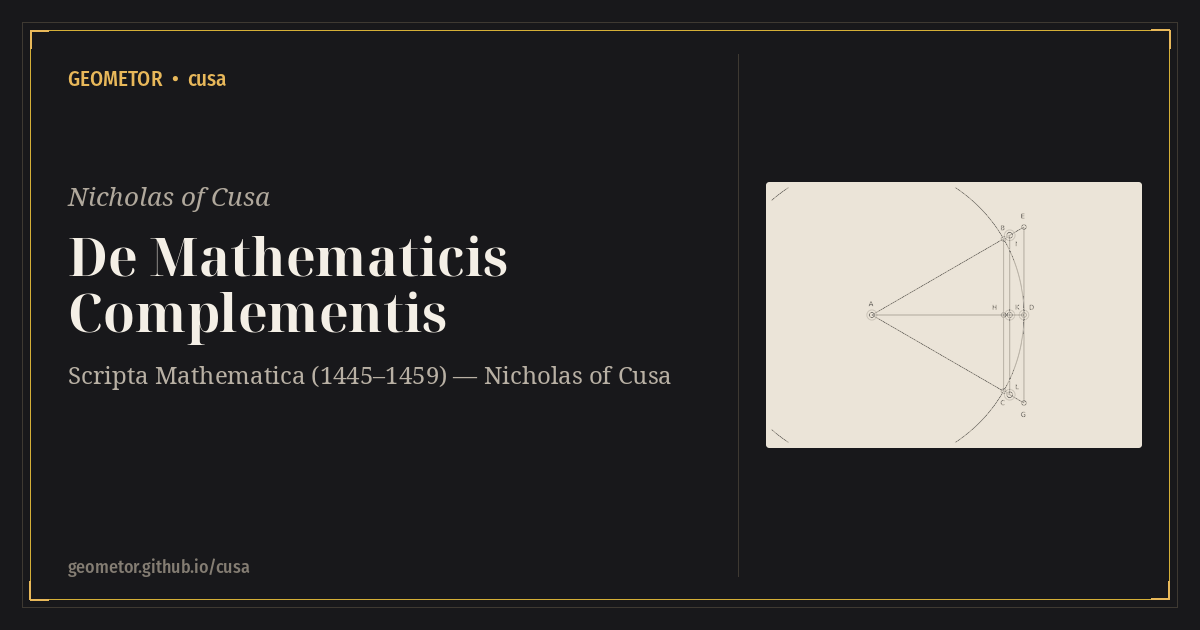 GEOMETOR • cusa
Nicholas of Cusa
De Mathematicis
Complementis
Scripta Mathematica (1445–1459) — Nicholas of Cusa
geometor.github.io/cusa
E
B
A
H K D
L
C
G